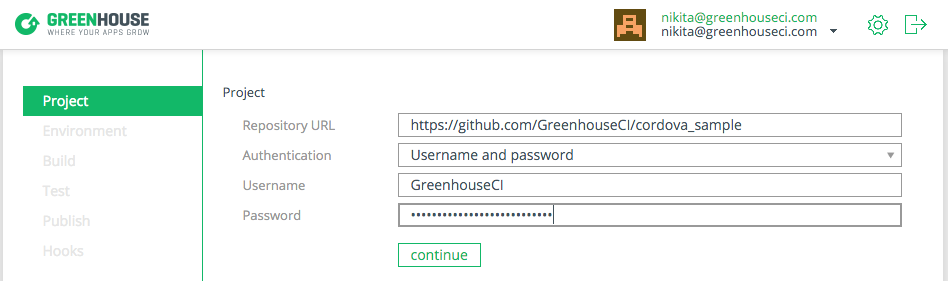 GREENHOUSE
WHERE YOUR APPS GROW
nikita@greenhouseci.com
nikita@greenhouseci.com
Project
Environment
Build
Test
Publish
Hooks
Project
Repository URL https://github.com/GreenhouseCI/cordova_sample
Authentication Username and password
Username GreenhouseCI
Password •••••••••••••••••••••••••••
continue